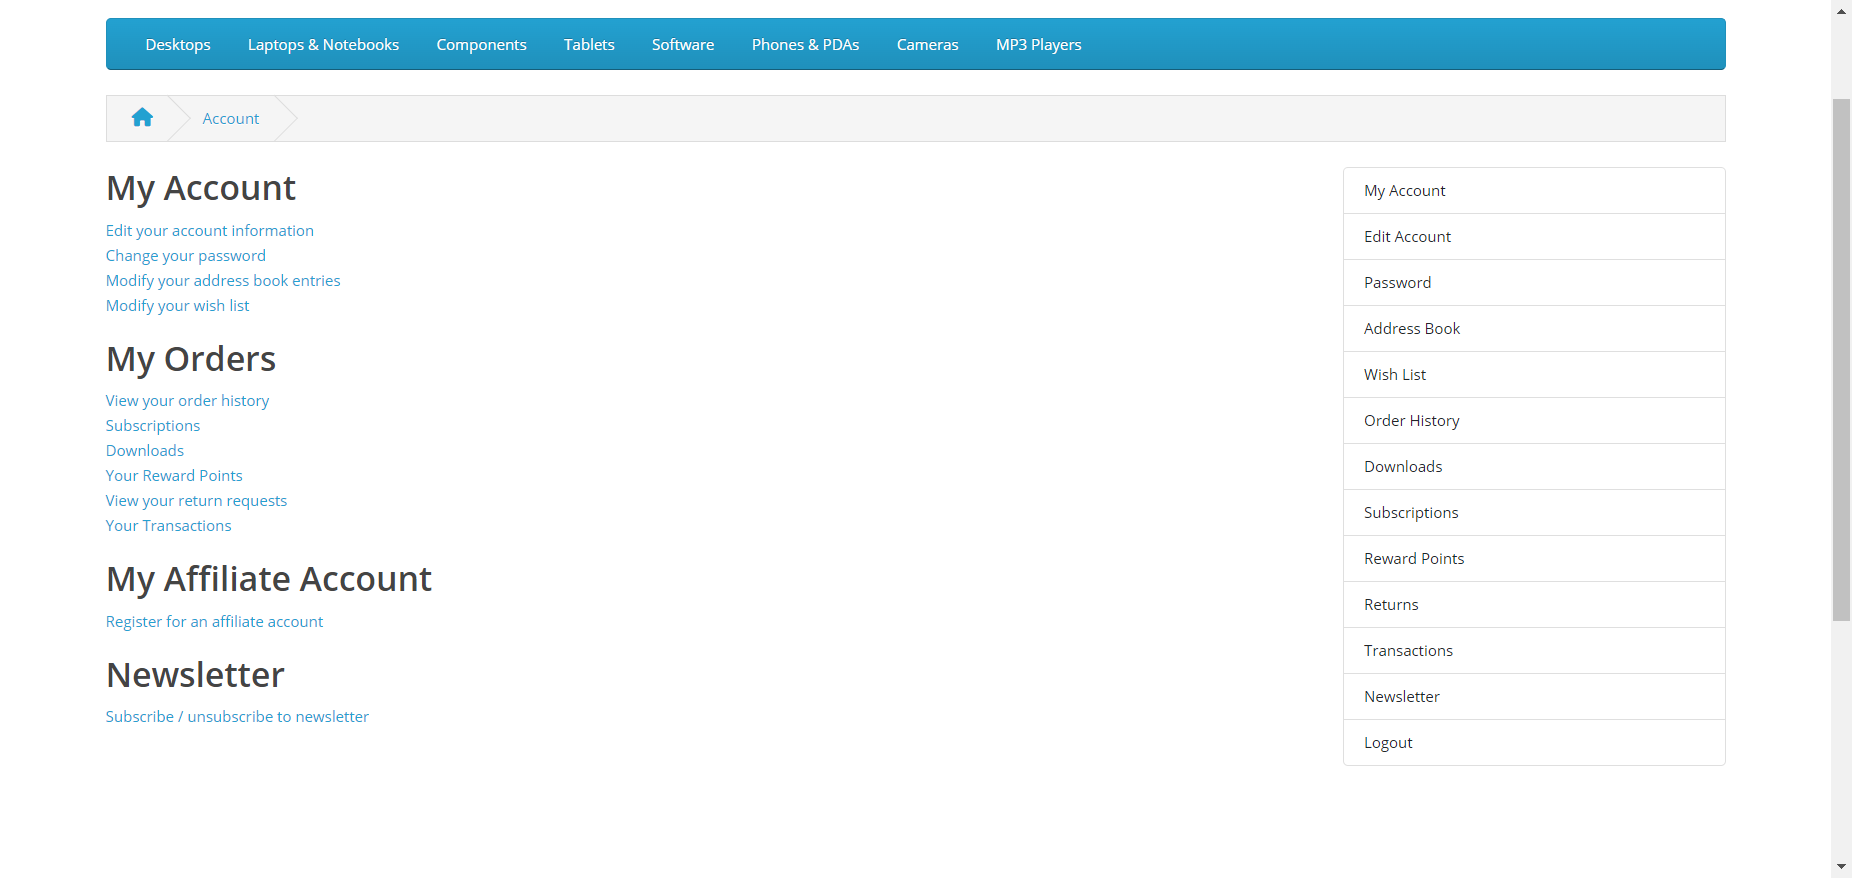 Desktops Laptops & Notebooks Components Tablets Software Phones & PDAs Cameras MP3 Players
Account
My Account
Edit your account information
Change your password
Modify your address book entries
Modify your wish list
My Orders
View your order history
Subscriptions
Downloads
Your Reward Points
View your return requests
Your Transactions
My Affiliate Account
Register for an affiliate account
Newsletter
Subscribe / unsubscribe to newsletter
My Account
Edit Account
Password
Address Book
Wish List
Order History
Downloads
Subscriptions
Reward Points
Returns
Transactions
Newsletter
Logout